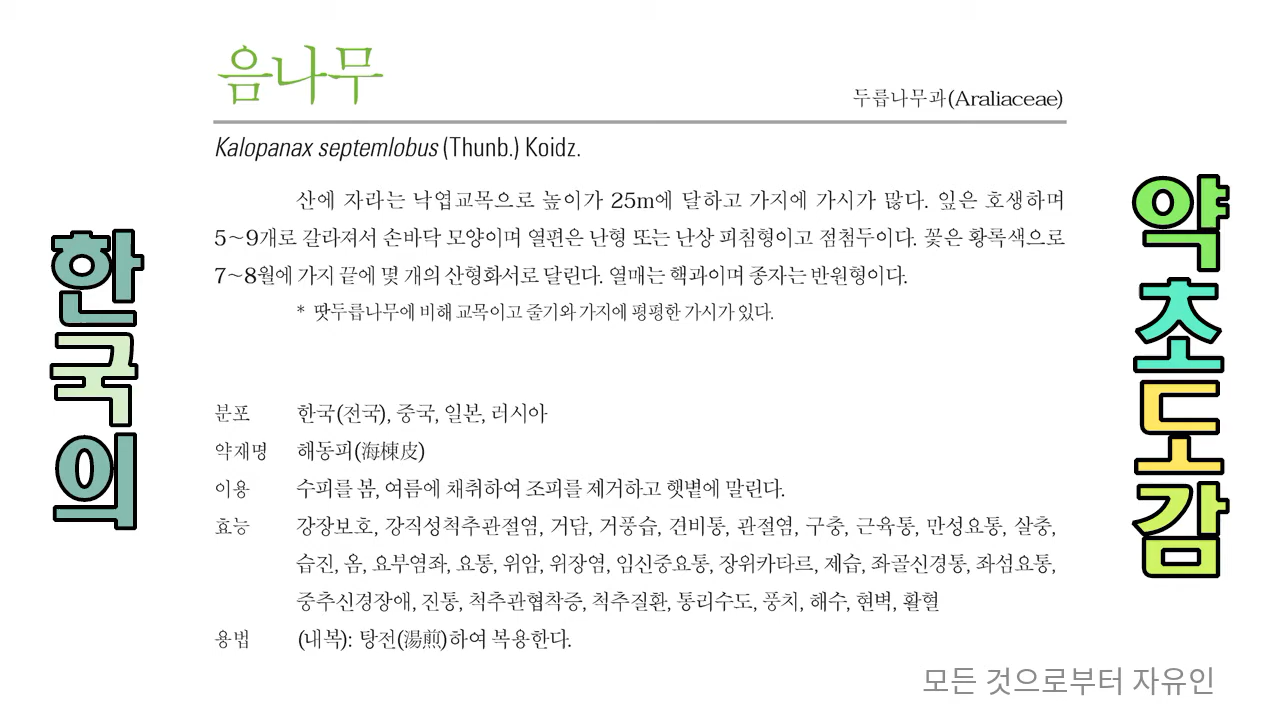 음나무
두릅나무과(Araliaceae)
Kalopanax septemlobus (Thunb.) Koidz.
산에 자라는 낙엽교목으로 높이가 25m에 달하고 가지에 가시가 많다. 잎은 호생하며
5~9개로 갈라져서 손바닥 모양이며 열편은 난형 또는 난상 피침형이고 점첨두이다. 꽃은 황록색으로
7~8월에 가지 끝에 몇 개의 산형화서로 달린다. 열매는 핵과이며 종자는 반원형이다.
* 땃두릅나무에 비해 교목이고 줄기와 가지에 평평한 가시가 있다.
한국의
약초도감
분포 한국(전국), 중국, 일본, 러시아
약재명 해동피(海棟皮)
이용 수피를 봄, 여름에 채취하여 조피를 제거하고 햇볕에 말린다.
효능 강장보호, 강직성척추관절염, 거담, 거풍습, 견비통, 관절염, 구충, 근육통, 만성요통, 살충,
습진, 옴, 요부염좌, 요통, 위암, 위장염, 임신중요통, 장위카타르, 제습, 좌골신경통, 좌섬요통,
중추신경장애, 진통, 척추관협착증, 척추질환, 통리수도, 풍치, 해수, 현벽, 활혈
용법 (내복): 탕전(湯煎)하여 복용한다.
모든 것으로부터 자유인